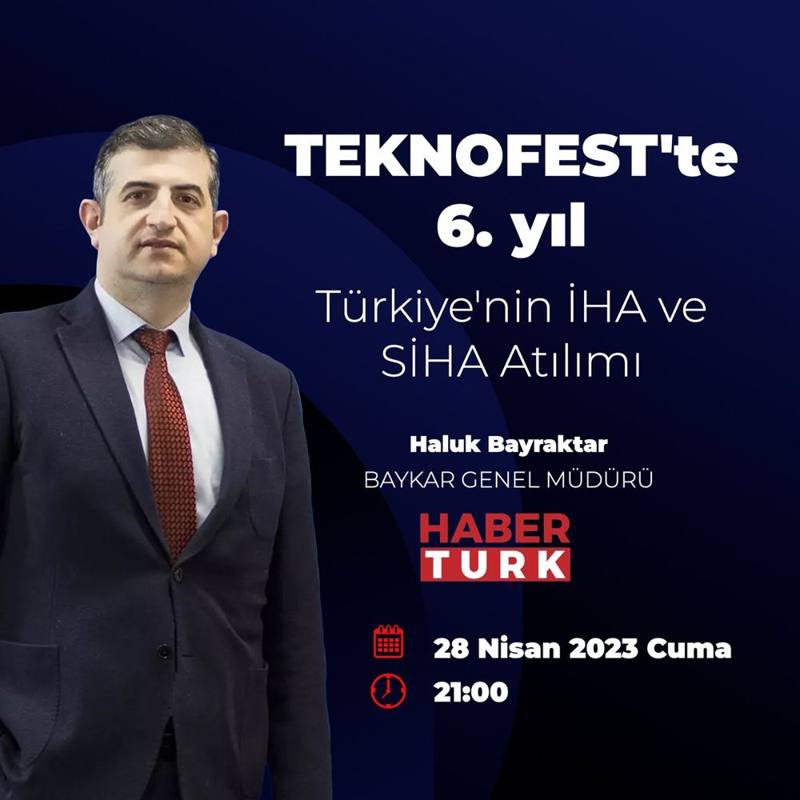 TEKNOFEST'te
6. yıl
Türkiye'nin İHA ve
SİHA Atılımı
Haluk Bayraktar
BAYKAR GENEL MÜDÜRÜ
HABER
TURK
28 Nisan 2023 Cuma
21:00